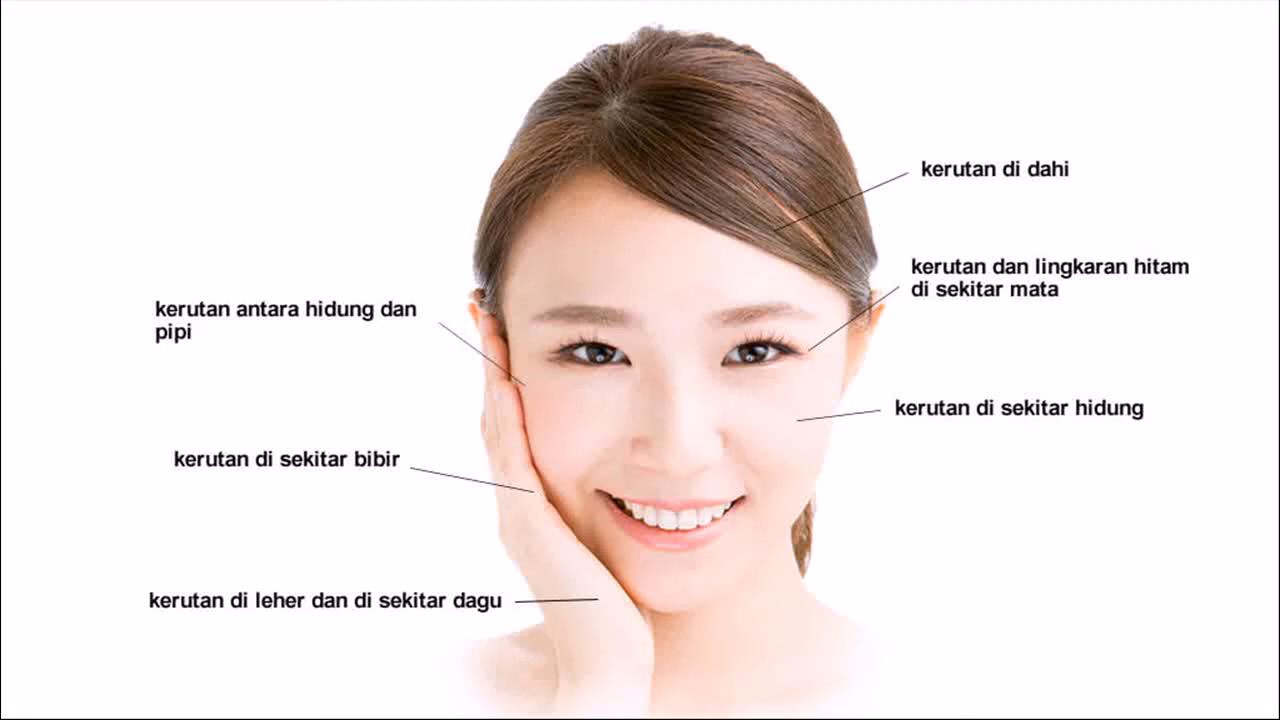 kerutan di dahi
kerutan dan lingkaran hitam
di sekitar mata
kerutan antara hidung dan
pipi
kerutan di sekitar hidung
kerutan di sekitar bibir
kerutan di leher dan di sekitar dagu